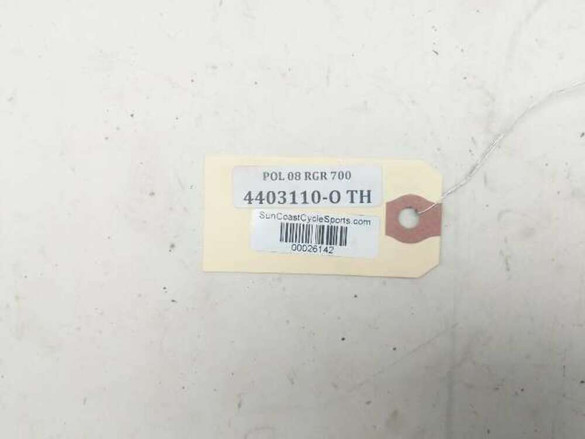 POL 08 RGR 700
4403110-O TH
SunCoastCycleSports.com
00026142